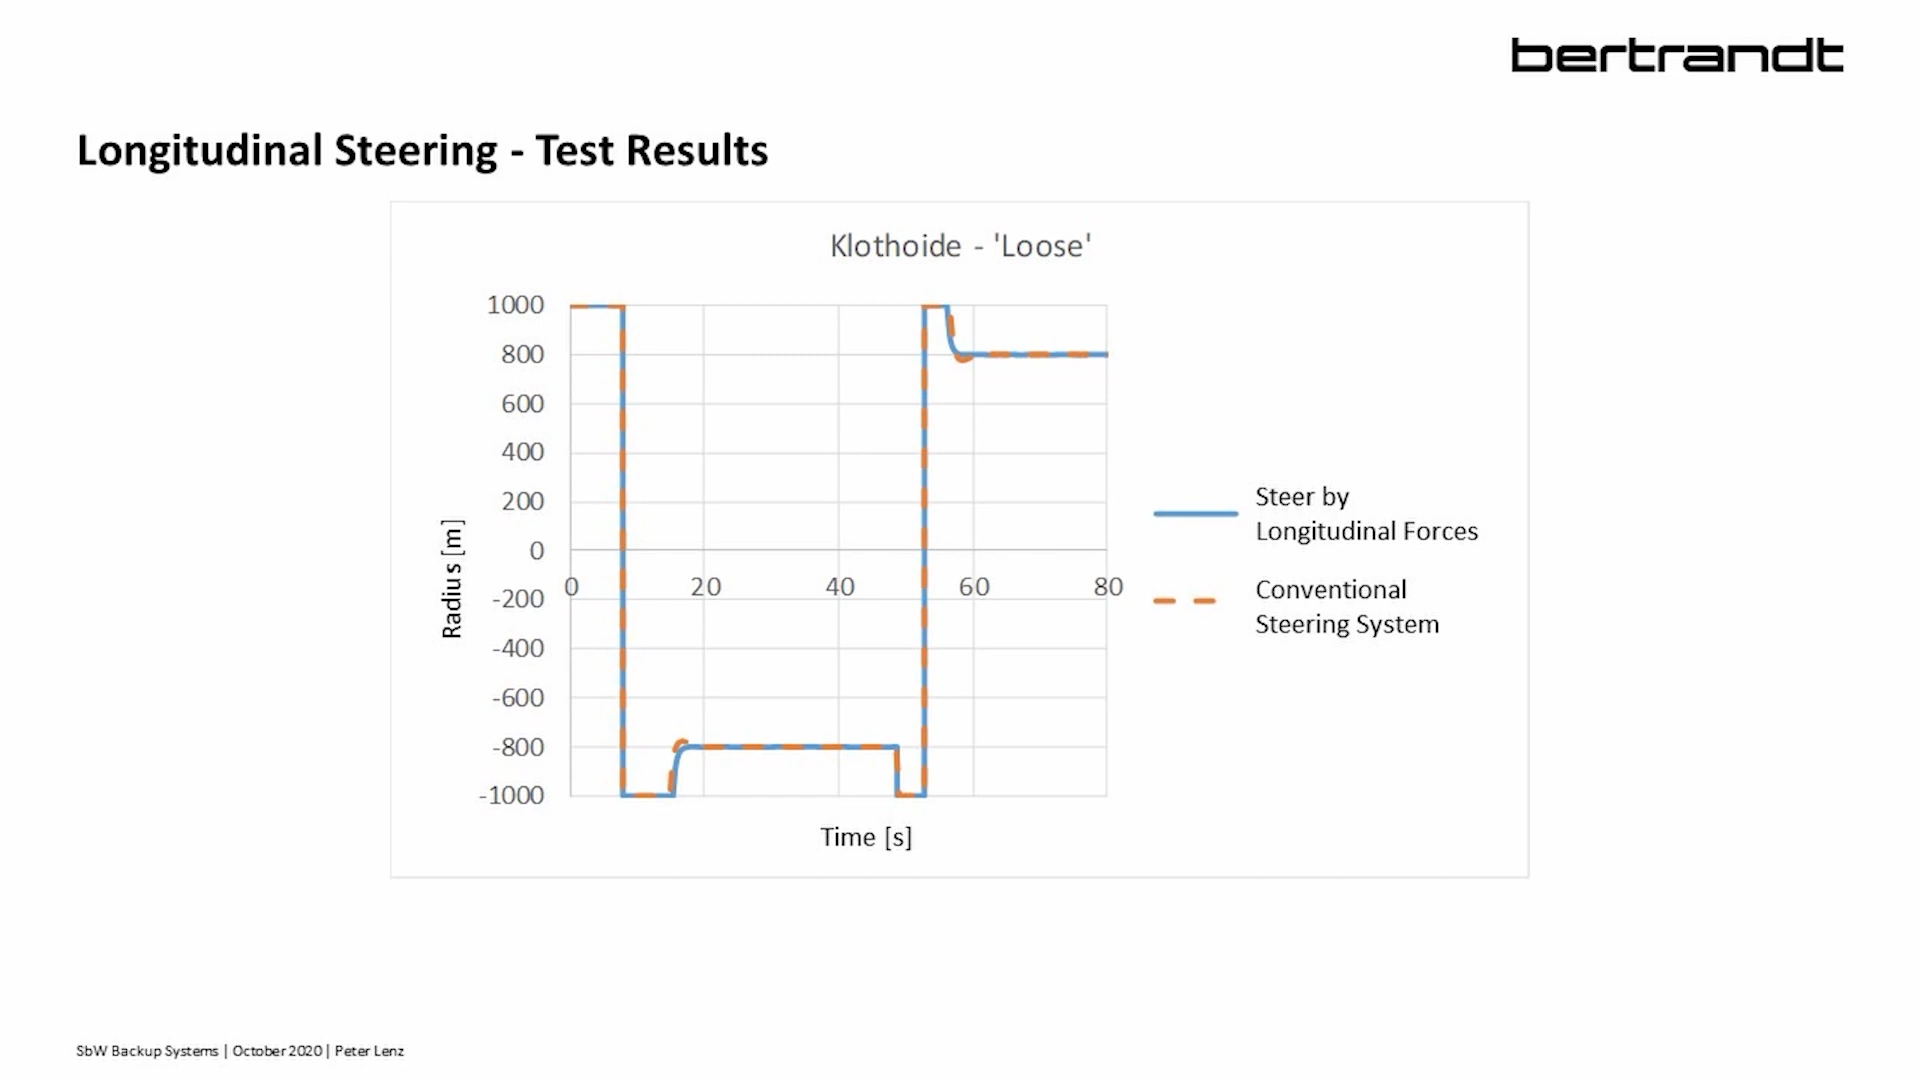 bertrandt
Longitudinal Steering - Test Results
Klothoide - 'Loose'
1000
800
600
400
200
0
-200
-400
-600
-800
-1000
0 20 40 60 80
Radius [m]
Time [s]
Steer by
Longitudinal Forces
Conventional
Steering System
SbW Backup Systems | October 2020 | Peter Lenz